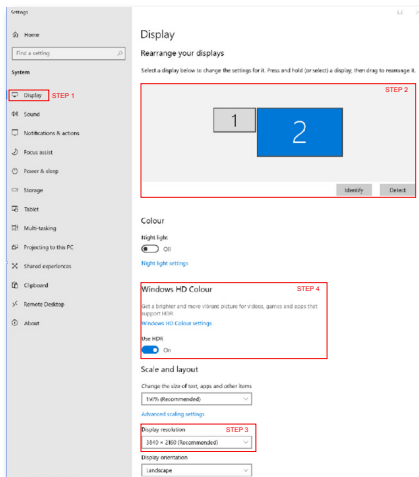 Settings
Home
Find a setting
System
Display STEP 1
Sound
Notifications & actions
Focus assist
Power & sleep
Storage
Tablet
Multi-tasking
Projecting to this PC
Shared experiences
Clipboard
Remote Desktop
About
Display
Rearrange your displays
Select a display below to change the settings for it. Press and hold (or select) a display, then drag to rearrange it.
STEP 2
1
2
Identify Detect
Colour
Night light
Off
Night light settings
Windows HD Colour STEP 4
Get a brighter and more vibrant picture for videos, games and apps that
support HDR.
Windows HD Colour settings
Use HDR
On
Scale and layout
Change the size of text, apps and other items
150% (Recommended)
Advanced scaling settings
Display resolution STEP 3
3840 × 2160 (Recommended)
Display orientation
Landscape